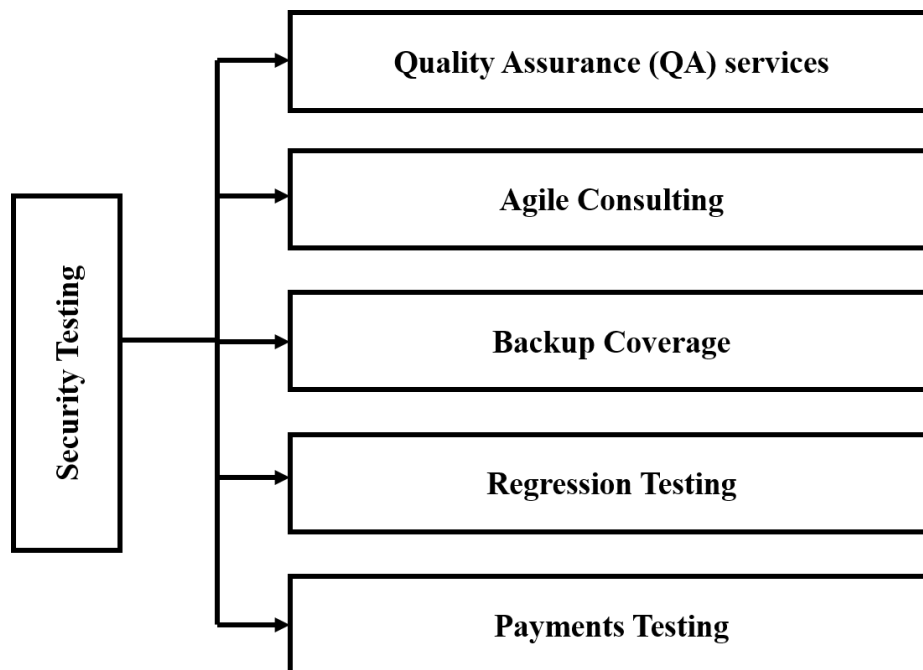 Quality Assurance (QA) services
Agile Consulting
Security Testing
Backup Coverage
Regression Testing
Payments Testing